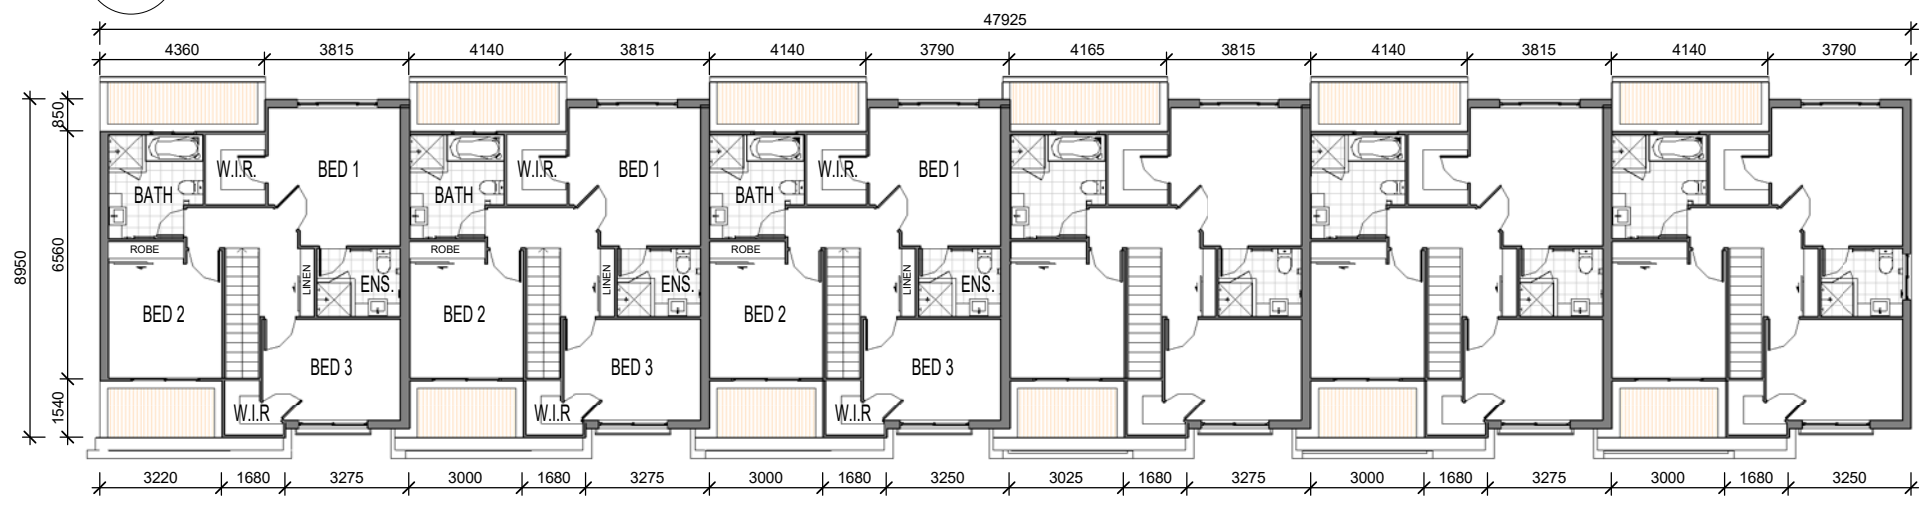 47925
4360 3815 4140 3815 4140 3790 4165 3815 4140 3815 4140 3790
8950
8550
6560
1540
W.I.R. BED 1 W.I.R. BED 1 W.I.R. BED 1
BATH BATH BATH
ROBE ROBE ROBE
LINEN ENS. LINEN ENS. LINEN ENS.
BED 2 BED 2 BED 2
BED 3 BED 3 BED 3
W.I.R W.I.R W.I.R
3220 1680 3275 3000 1680 3275 3000 1680 3250 3025 1680 3275 3000 1680 3275 3000 1680 3250